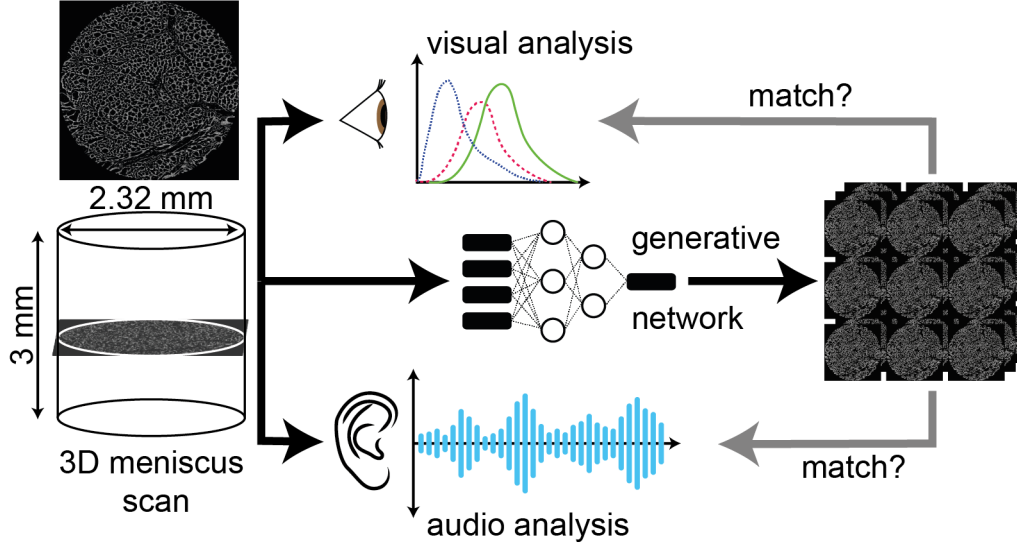 visual analysis
match?
2.32 mm
generative
network
3 mm
3D meniscus
scan
match?
audio analysis